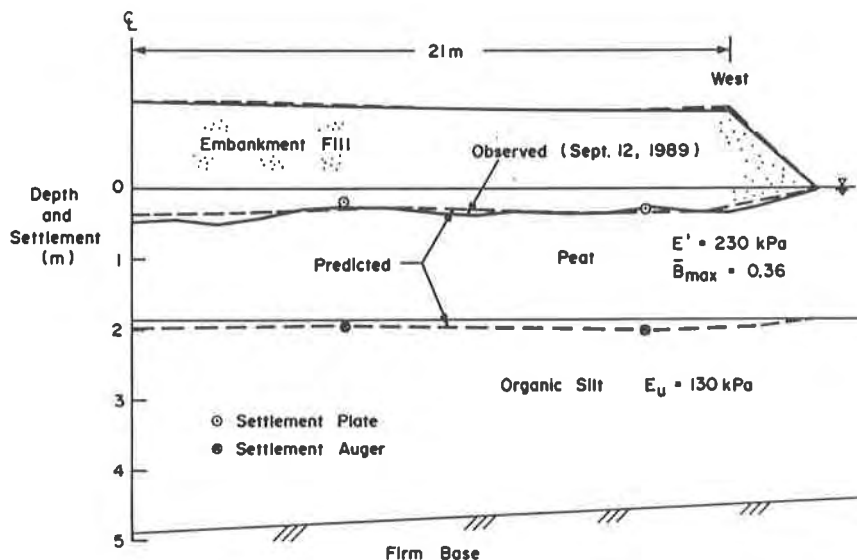 ℄
21m
West
Embankment Fill
Observed (Sept. 12, 1989)
0
Depth
and
Settlement
(m)
E' = 230 kPa
B̅max = 0.36
Peat
1
Predicted
2
Organic Silt Eu = 130 kPa
3
Settlement Plate
Settlement Auger
4
5
Firm Base